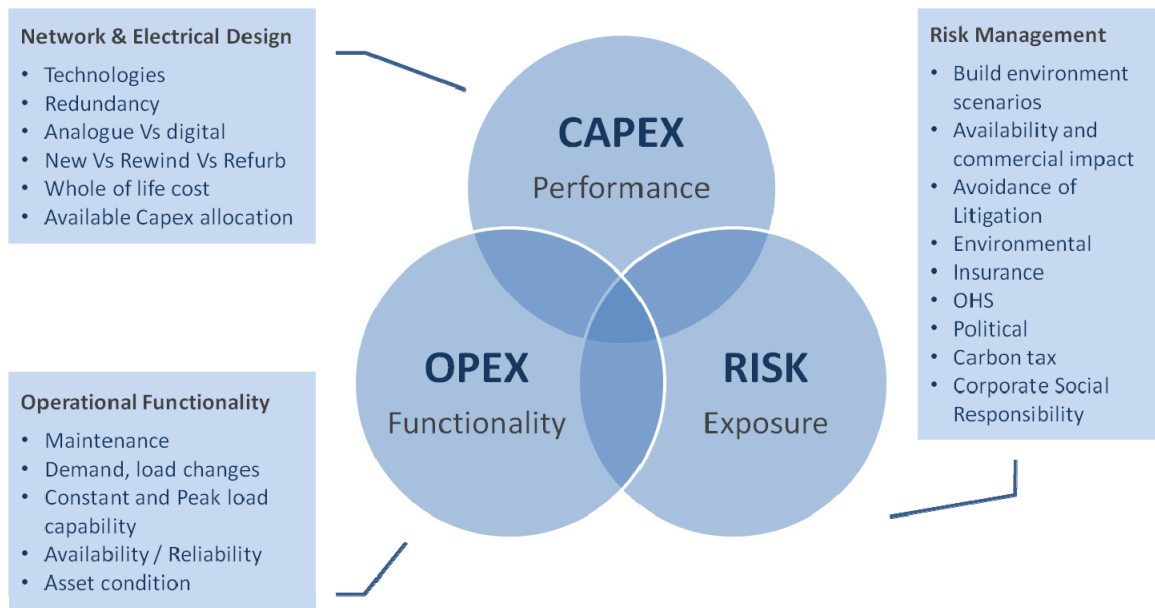 Network & Electrical Design
• Technologies
• Redundancy
• Analogue Vs digital
• New Vs Rewind Vs Refurb
• Whole of life cost
• Available Capex allocation
CAPEX
Performance
OPEX
Functionality
RISK
Exposure
Risk Management
• Build environment
scenarios
• Availability and
commercial impact
• Avoidance of
Litigation
• Environmental
• Insurance
• OHS
• Political
• Carbon tax
• Corporate Social
Responsibility
Operational Functionality
• Maintenance
• Demand, load changes
• Constant and Peak load
capability
• Availability / Reliability
• Asset condition